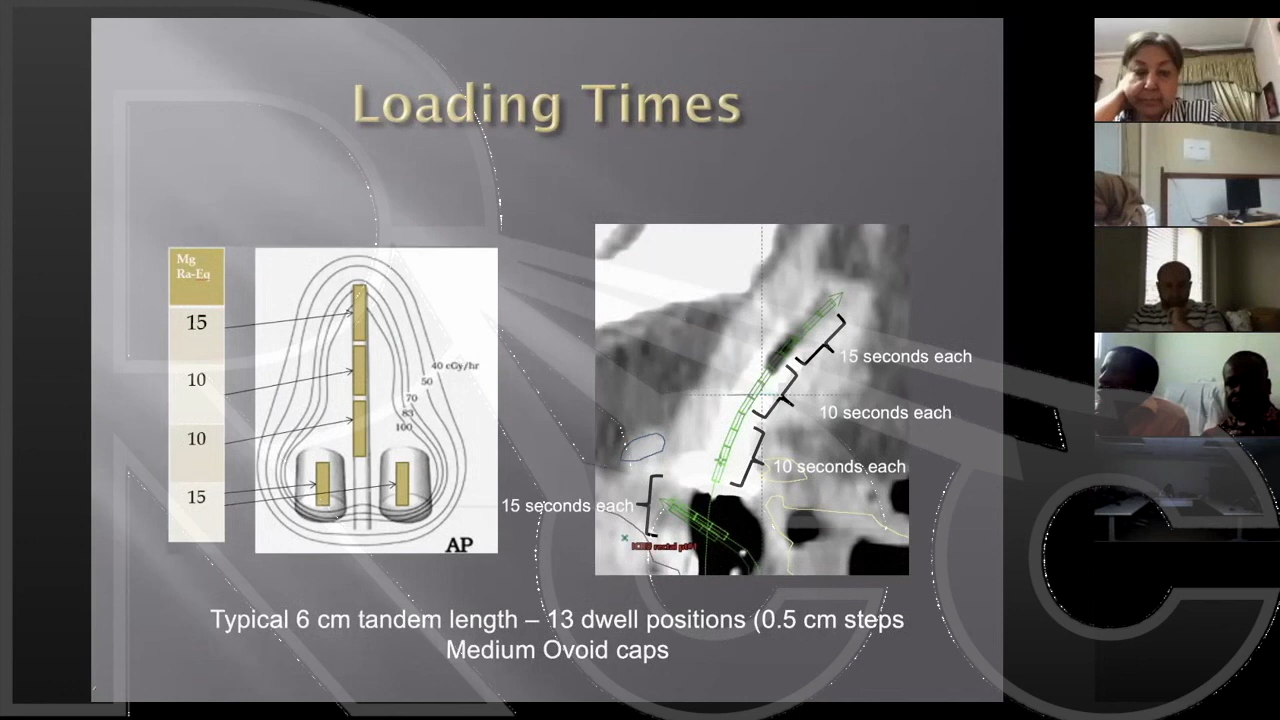 Loading Times
Mg
Ra-Eq
15
10
10
15
40 cGy/hr
50
70
83
100
AP
15 seconds each
10 seconds each
10 seconds each
15 seconds each
rectal
Typical 6 cm tandem length – 13 dwell positions (0.5 cm steps
Medium Ovoid caps